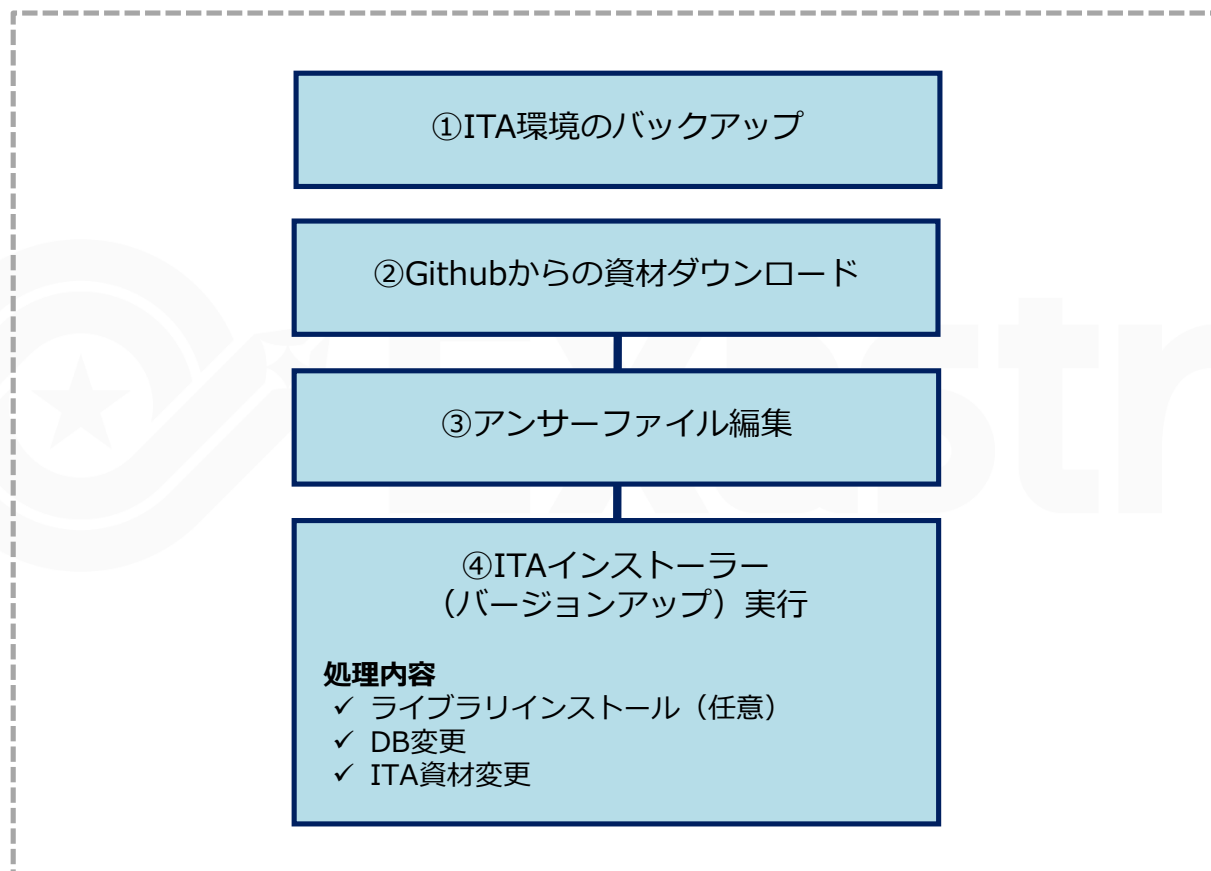 ①ITA環境のバックアップ
②Githubからの資材ダウンロード
③アンサーファイル編集
④ITAインストーラー
（バージョンアップ）実行
処理内容
✓ ライブラリインストール（任意）
✓ DB変更
✓ ITA資材変更
Exastr